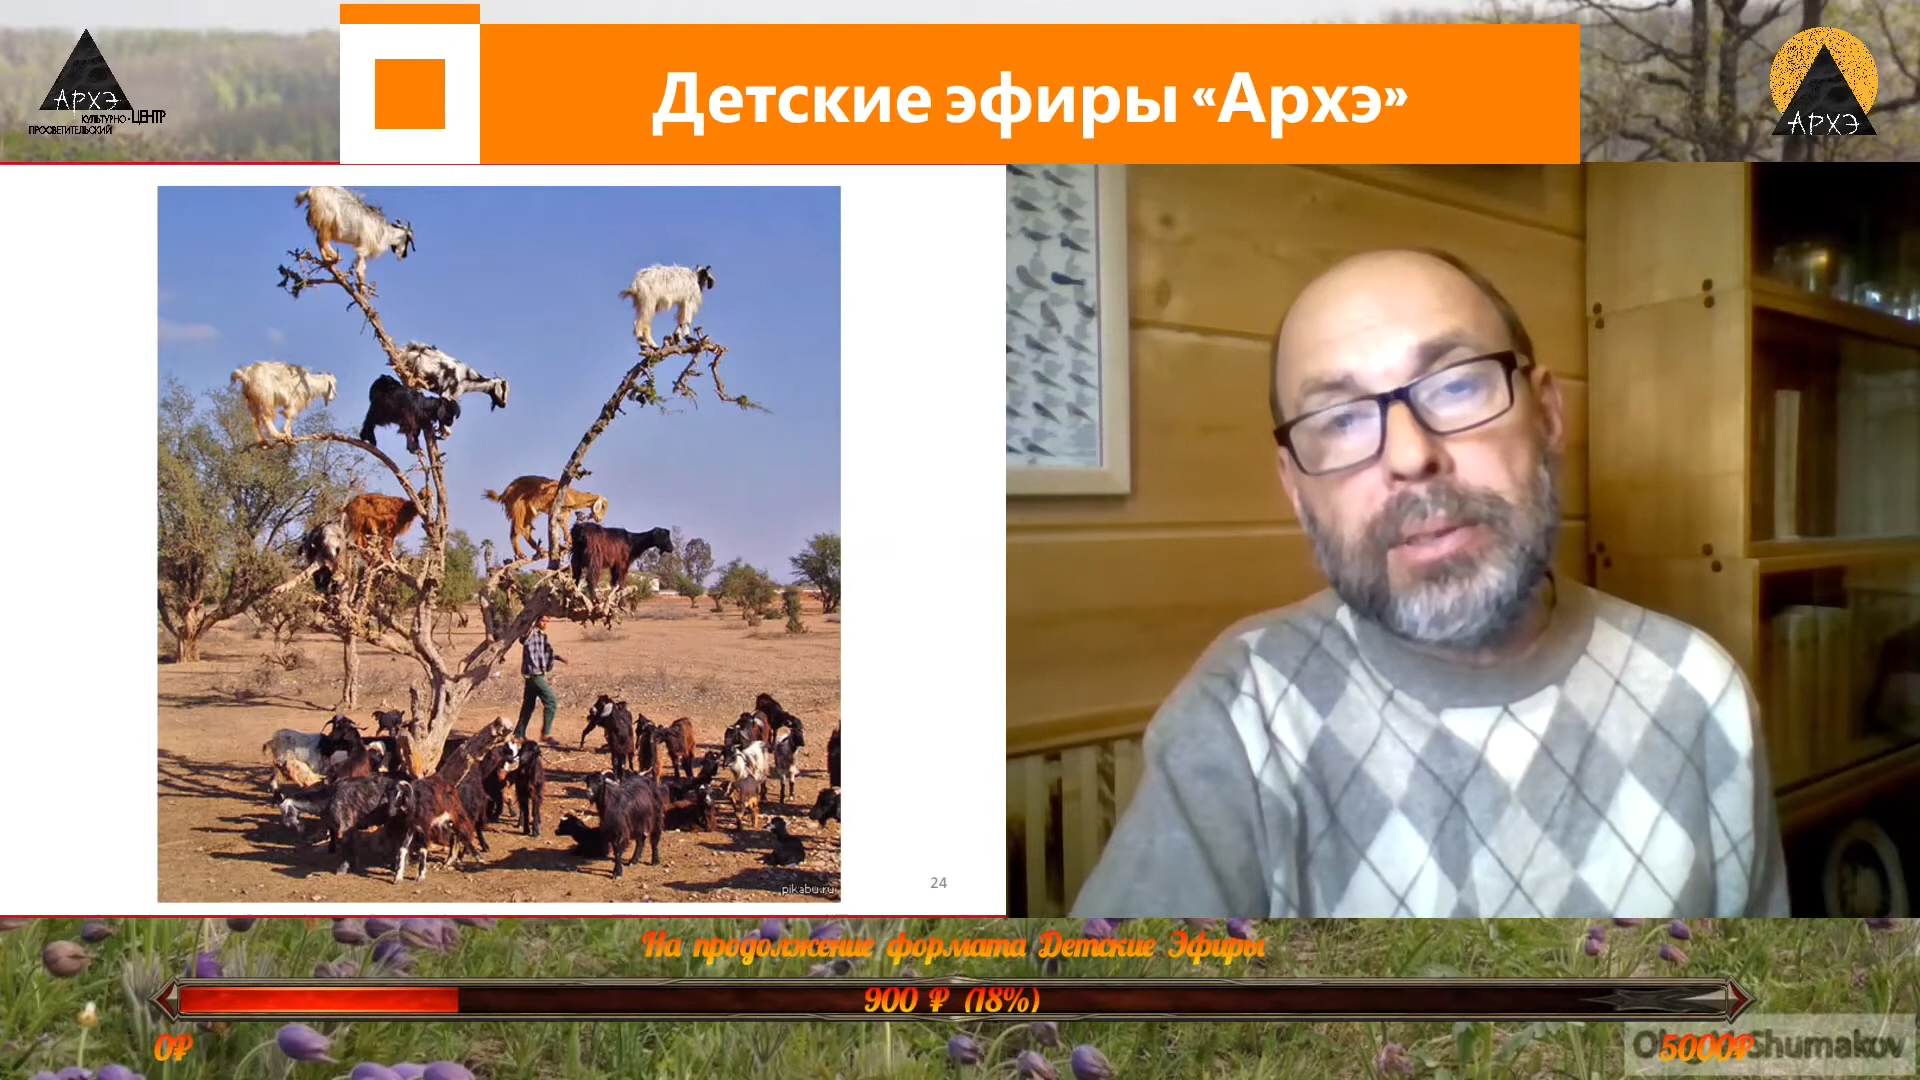 Детские эфиры «Архэ»
АРХЭ
КУЛЬТУРНО-ЦЕНТР
ПРОСВЕТИТЕЛЬСКИЙ
АРХЭ
pikabu.ru
24
На продолжение формата Детские Эфиры
900 ₽ (18%)
0₽
5000₽
Shumakov